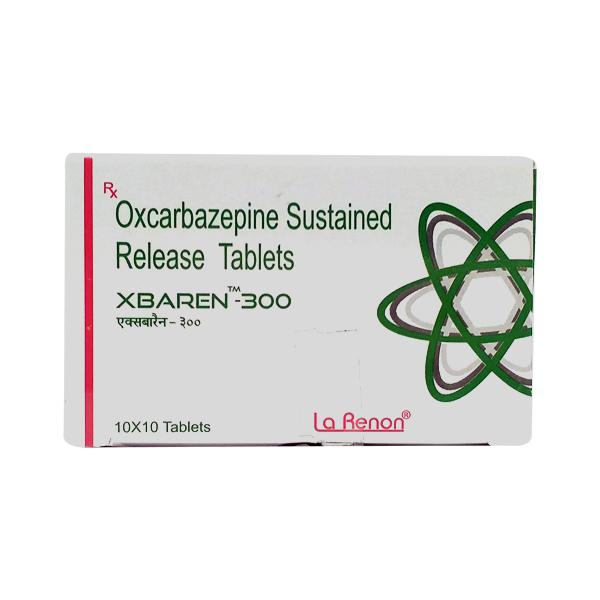 Rx
Oxcarbazepine Sustained
Release Tablets
XBAREN™-300
एक्सबारैन - ३००
10X10 Tablets
La Renon®